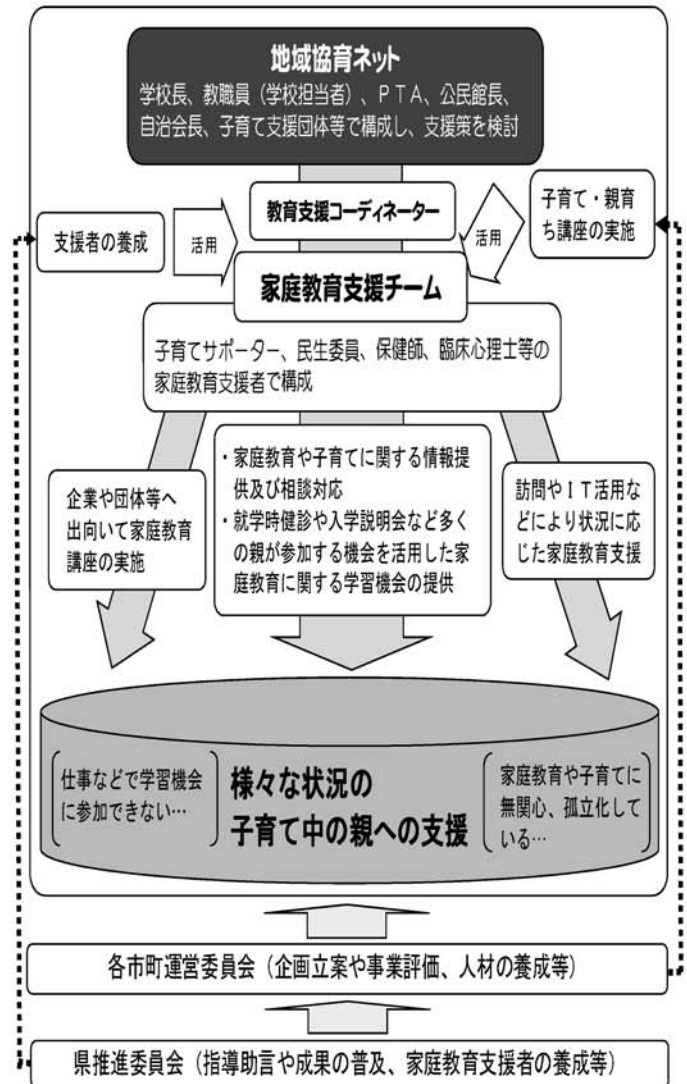 地域協育ネット
学校長、教職員（学校担当者）、ＰＴＡ、公民館長、
自治会長、子育て支援団体等で構成し、支援策を検討
教育支援コーディネーター
支援者の養成
活用
活用
子育て・親育
ち講座の実施
家庭教育支援チーム
子育てサポーター、民生委員、保健師、臨床心理士等の
家庭教育支援者で構成
企業や団体等へ
出向いて家庭教育
講座の実施
・家庭教育や子育てに関する情報提
供及び相談対応
・就学時健診や入学説明会など多く
の親が参加する機会を活用した家
庭教育に関する学習機会の提供
訪問やＩＴ活用な
どにより状況に応
じた家庭教育支援
仕事などで学習機会
に参加できない…
様々な状況の
子育て中の親への支援
家庭教育や子育てに
無関心、孤立化して
いる…
各市町運営委員会（企画立案や事業評価、人材の養成等）
県推進委員会（指導助言や成果の普及、家庭教育支援者の養成等）